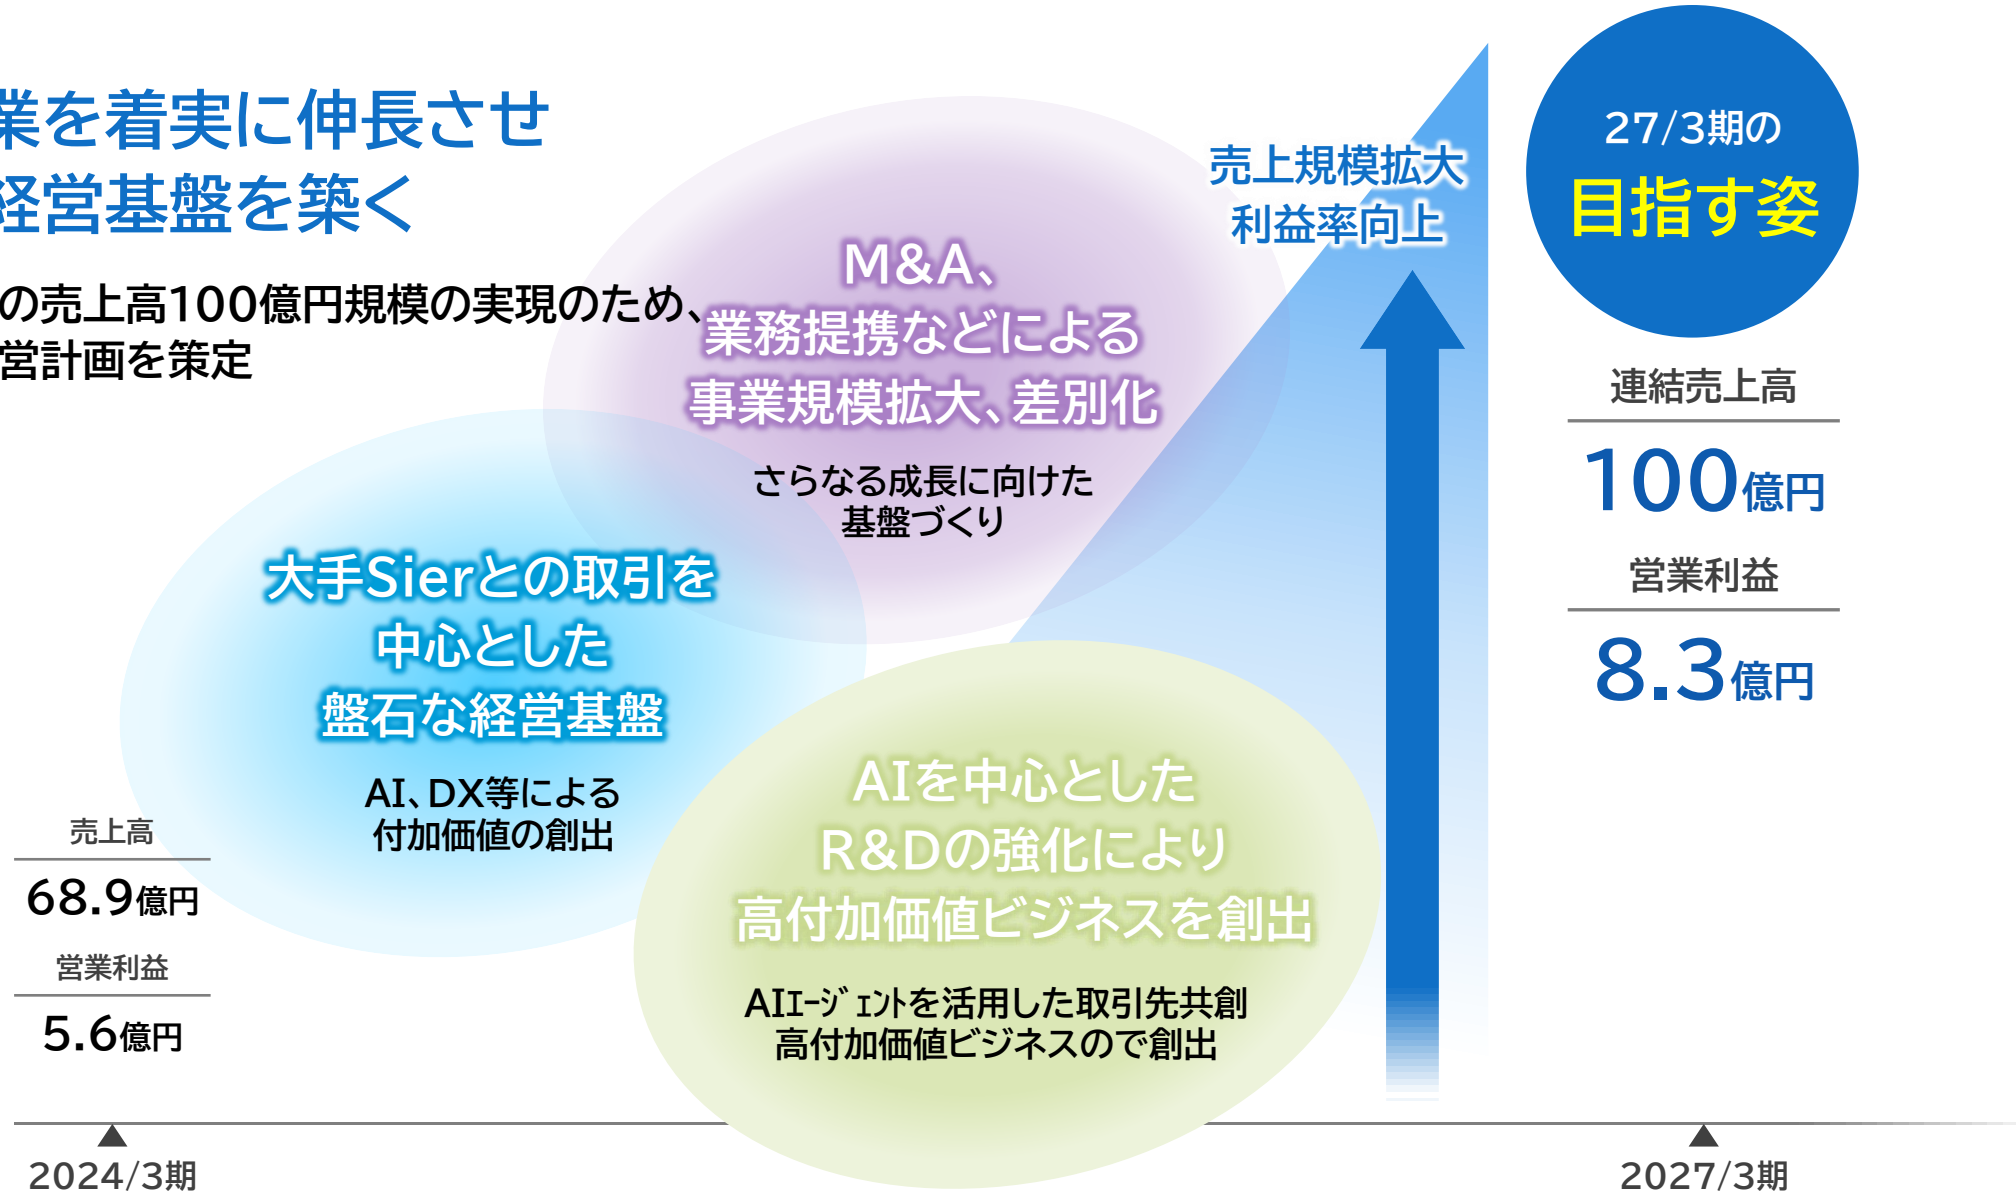 業を着実に伸長させ
経営基盤を築く
の売上高100億円規模の実現のため、
営計画を策定
M&A、
業務提携などによる
事業規模拡大、差別化
さらなる成長に向けた
基盤づくり
大手Sierとの取引を
中心とした
盤石な経営基盤
AI、DX等による
付加価値の創出
AIを中心とした
R&Dの強化により
高付加価値ビジネスを創出
AIｴｰｼﾞｪﾝﾄを活用した取引先共創
高付加価値ビジネスので創出
売上規模拡大
利益率向上
27/3期の
目指す姿
連結売上高
100億円
営業利益
8.3億円
売上高
68.9億円
営業利益
5.6億円
2024/3期
2027/3期